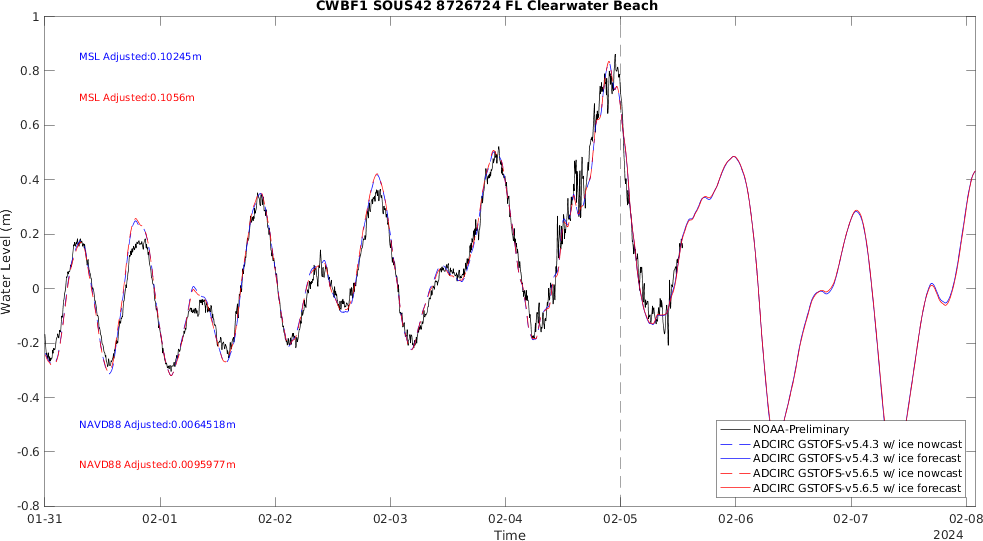 CWBF1 SOUS42 8726724 FL Clearwater Beach
1
0.8
0.6
0.4
0.2
0
-0.2
-0.4
-0.6
-0.8
Water Level (m)
MSL Adjusted:0.10245m
MSL Adjusted:0.1056m
NAVD88 Adjusted:0.0064518m
NAVD88 Adjusted:0.0095977m
NOAA-Preliminary
ADCIRC GSTOFS-v5.4.3 w/ ice nowcast
ADCIRC GSTOFS-v5.4.3 w/ ice forecast
ADCIRC GSTOFS-v5.6.5 w/ ice nowcast
ADCIRC GSTOFS-v5.6.5 w/ ice forecast
01-31 02-01 02-02 02-03 02-04 02-05 02-06 02-07 02-08
2024
Time